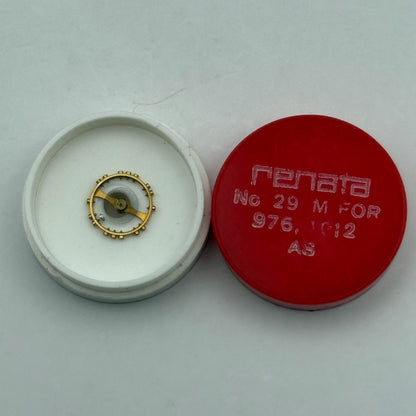 renata
No 29 M FOR
976, 1012
AS